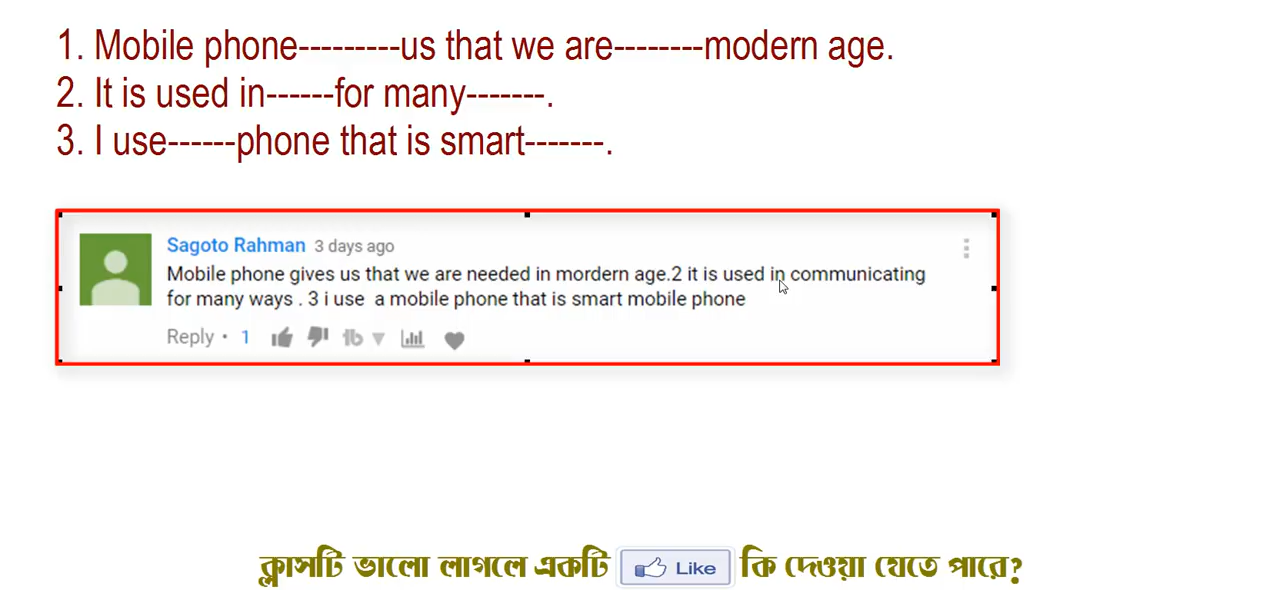 1. Mobile phone---------us that we are--------modern age.
2. It is used in------for many-------.
3. I use------phone that is smart-------.
Sagoto Rahman 3 days ago
Mobile phone gives us that we are needed in mordern age.2 it is used in communicating
for many ways . 3 i use a mobile phone that is smart mobile phone
Reply • 1
ক্লাসটি ভালো লাগলে একটি Like কি দেওয়া যেতে পারে?